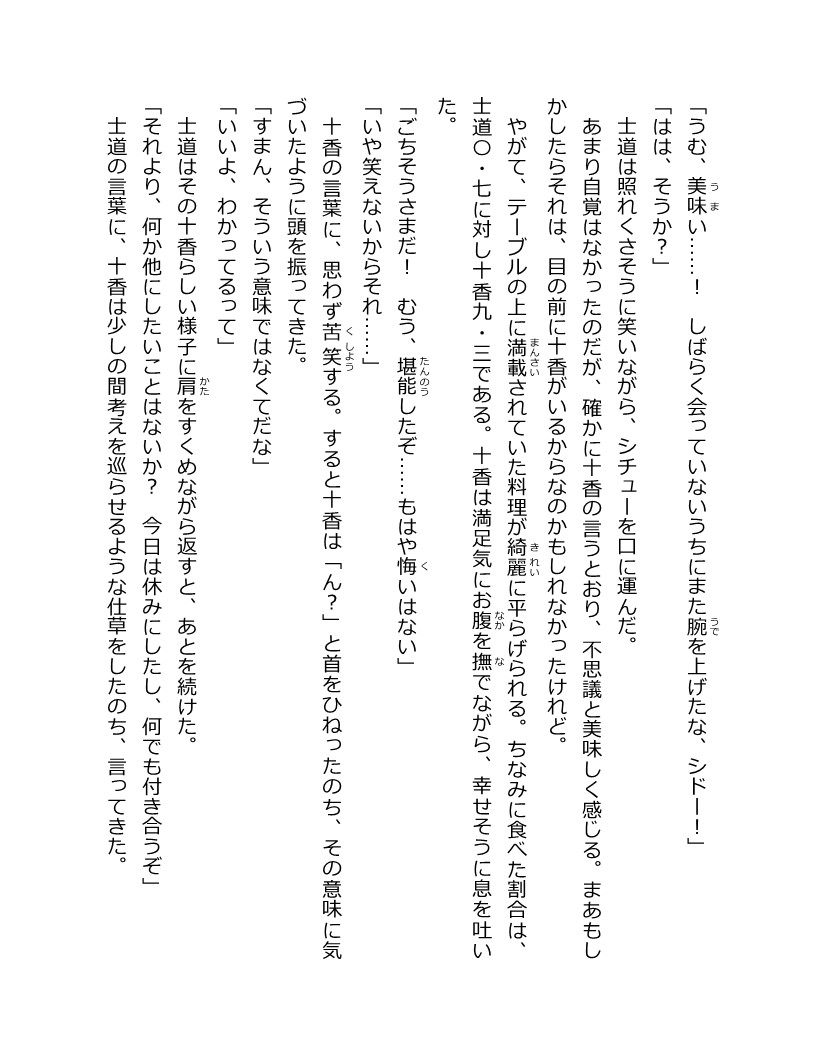 「うむ、美味い……！　しばらく会っていないうちにまた腕を上げたな、シドー！」
「はは、そうか？」
　士道は照れくさそうに笑いながら、シチューを口に運んだ。
　あまり自覚はなかったのだが、確かに十香の言うとおり、不思議と美味しく感じる。まあもし
かしたらそれは、目の前に十香がいるからなのかもしれなかったけれど。
　やがて、テーブルの上に満載されていた料理が綺麗に平らげられる。ちなみに食べた割合は、
士道〇・七に対し十香九・三である。十香は満足気にお腹を撫でながら、幸せそうに息を吐い
た。
「ごちそうさまだ！　むう、堪能したぞ……もはや悔いはない」
「いや笑えないからそれ……」
　十香の言葉に、思わず苦笑する。すると十香は「ん？」と首をひねったのち、その意味に気
づいたように頭を振ってきた。
「すまん、そういう意味ではなくてだな」
「いいよ、わかってるって」
　士道はその十香らしい様子に肩をすくめながら返すと、あとを続けた。
「それより、何か他にしたいことはないか？　今日は休みにしたし、何でも付き合うぞ」
　士道の言葉に、十香は少しの間考えを巡らせるような仕草をしたのち、言ってきた。